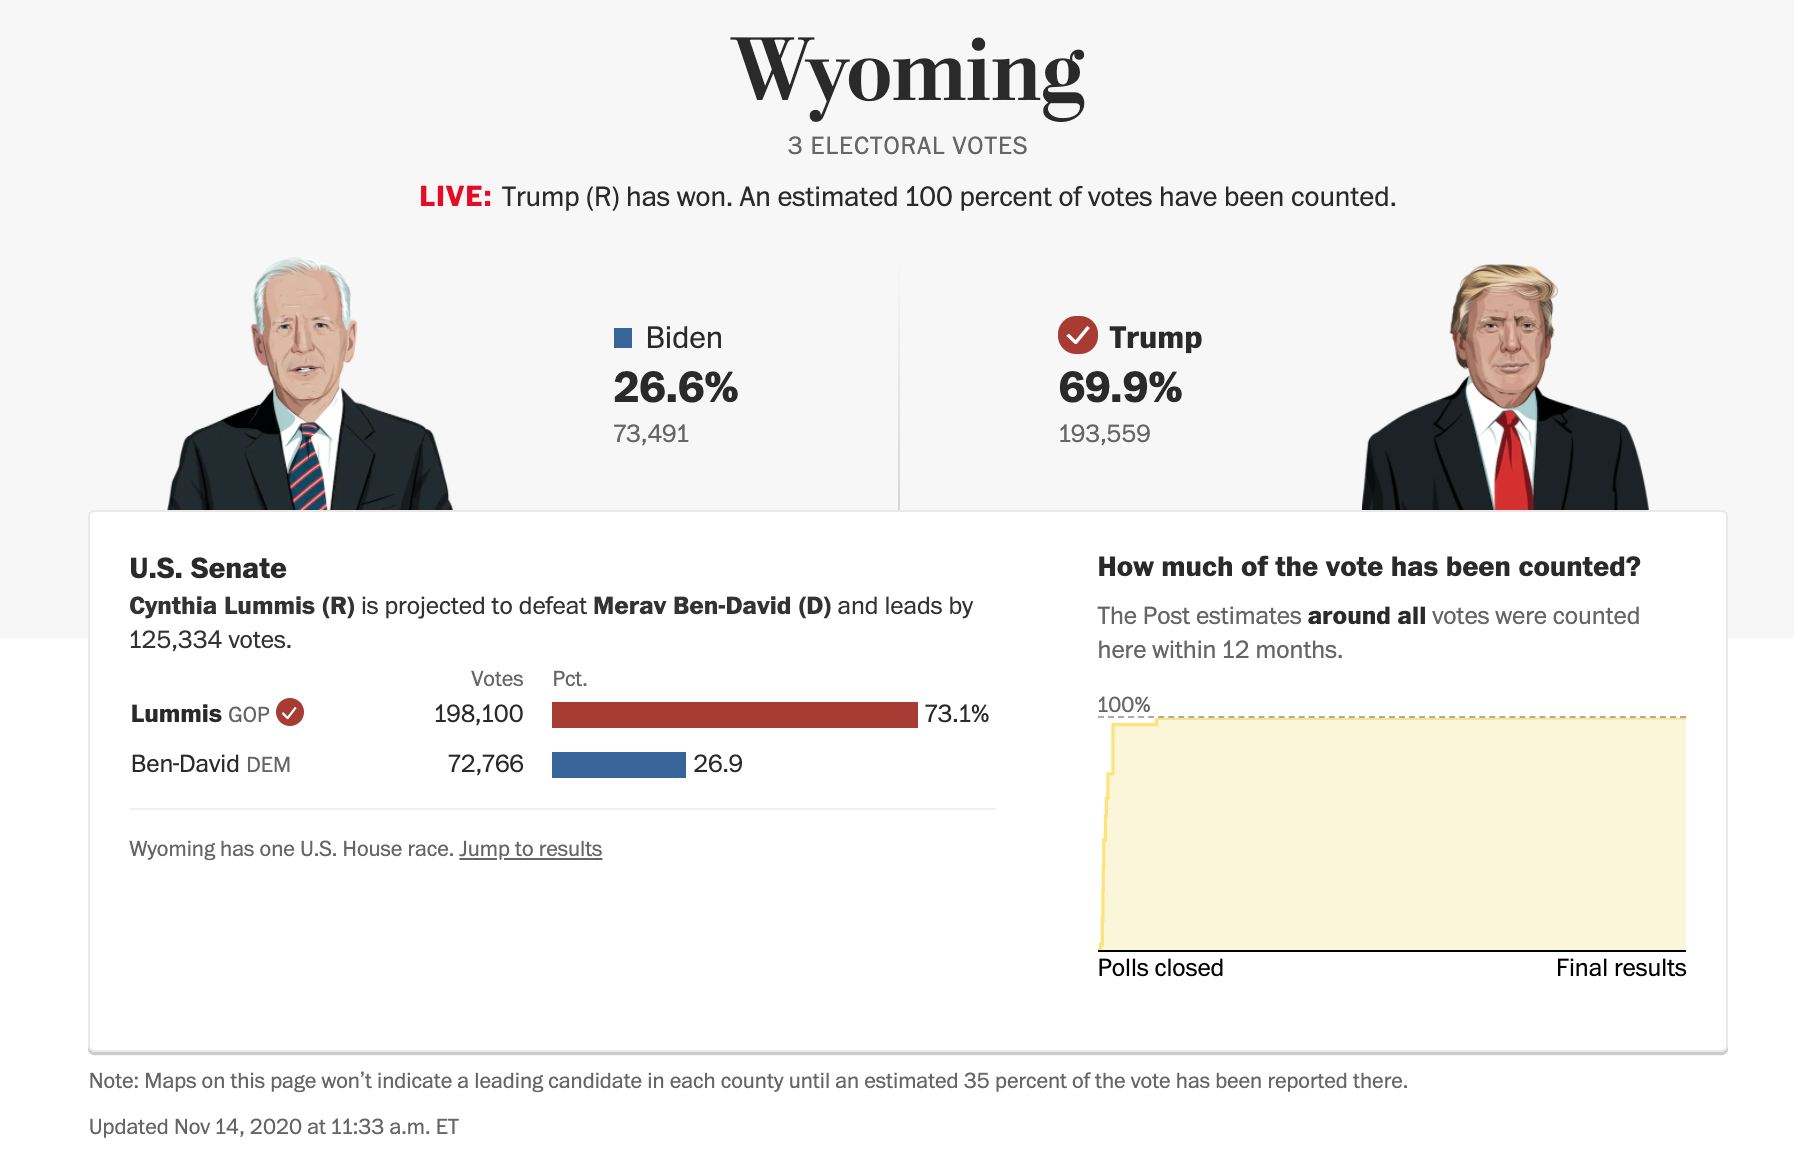 Wyoming
3 ELECTORAL VOTES
LIVE: Trump (R) has won. An estimated 100 percent of votes have been counted.
Biden
26.6%
73,491
Trump
69.9%
193,559
U.S. Senate
Cynthia Lummis (R) is projected to defeat Merav Ben-David (D) and leads by
125,334 votes.
Votes Pct.
Lummis GOP 198,100 73.1%
Ben-David DEM 72,766 26.9
Wyoming has one U.S. House race. Jump to results
How much of the vote has been counted?
The Post estimates around all votes were counted
here within 12 months.
100%
Polls closed Final results
Note: Maps on this page won’t indicate a leading candidate in each county until an estimated 35 percent of the vote has been reported there.
Updated Nov 14, 2020 at 11:33 a.m. ET